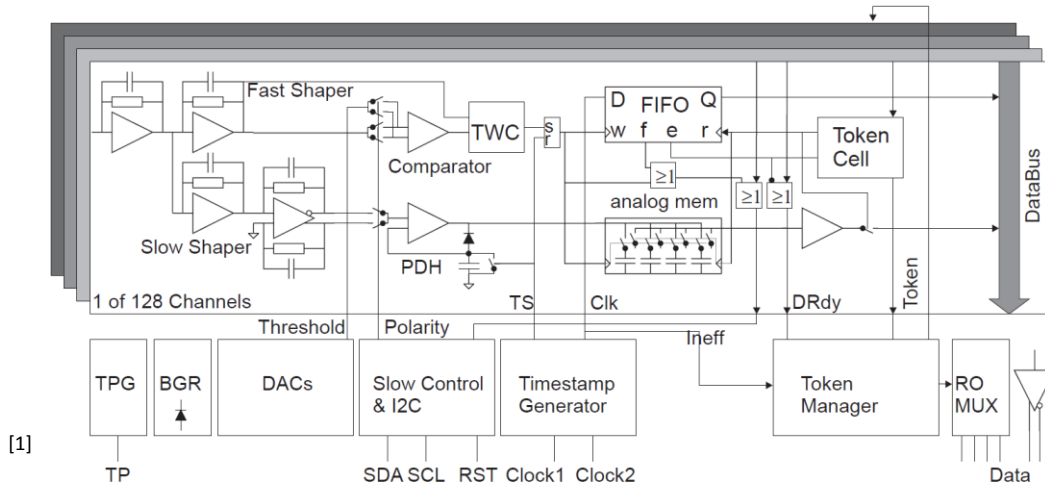 Fast Shaper
D FIFO Q
w f e r
TWC
s
r
Token
Cell
Comparator
≥1
≥1
≥1
analog mem
DataBus
Slow Shaper
PDH
1 of 128 Channels
TS
Clk
DRdy
Token
Threshold
Polarity
Ineff
TPG
BGR
DACs
Slow Control
& I2C
Timestamp
Generator
Token
Manager
RO
MUX
[1]
TP
SDA SCL RST Clock1 Clock2
Data